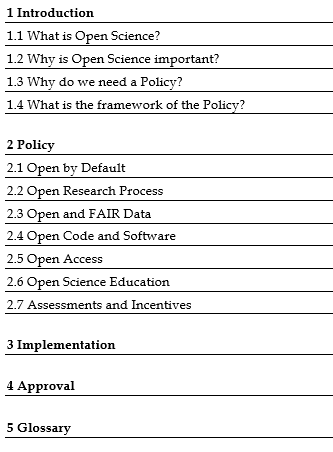 1 Introduction
1.1 What is Open Science?
1.2 Why is Open Science important?
1.3 Why do we need a Policy?
1.4 What is the framework of the Policy?
2 Policy
2.1 Open by Default
2.2 Open Research Process
2.3 Open and FAIR Data
2.4 Open Code and Software
2.5 Open Access
2.6 Open Science Education
2.7 Assessments and Incentives
3 Implementation
4 Approval
5 Glossary